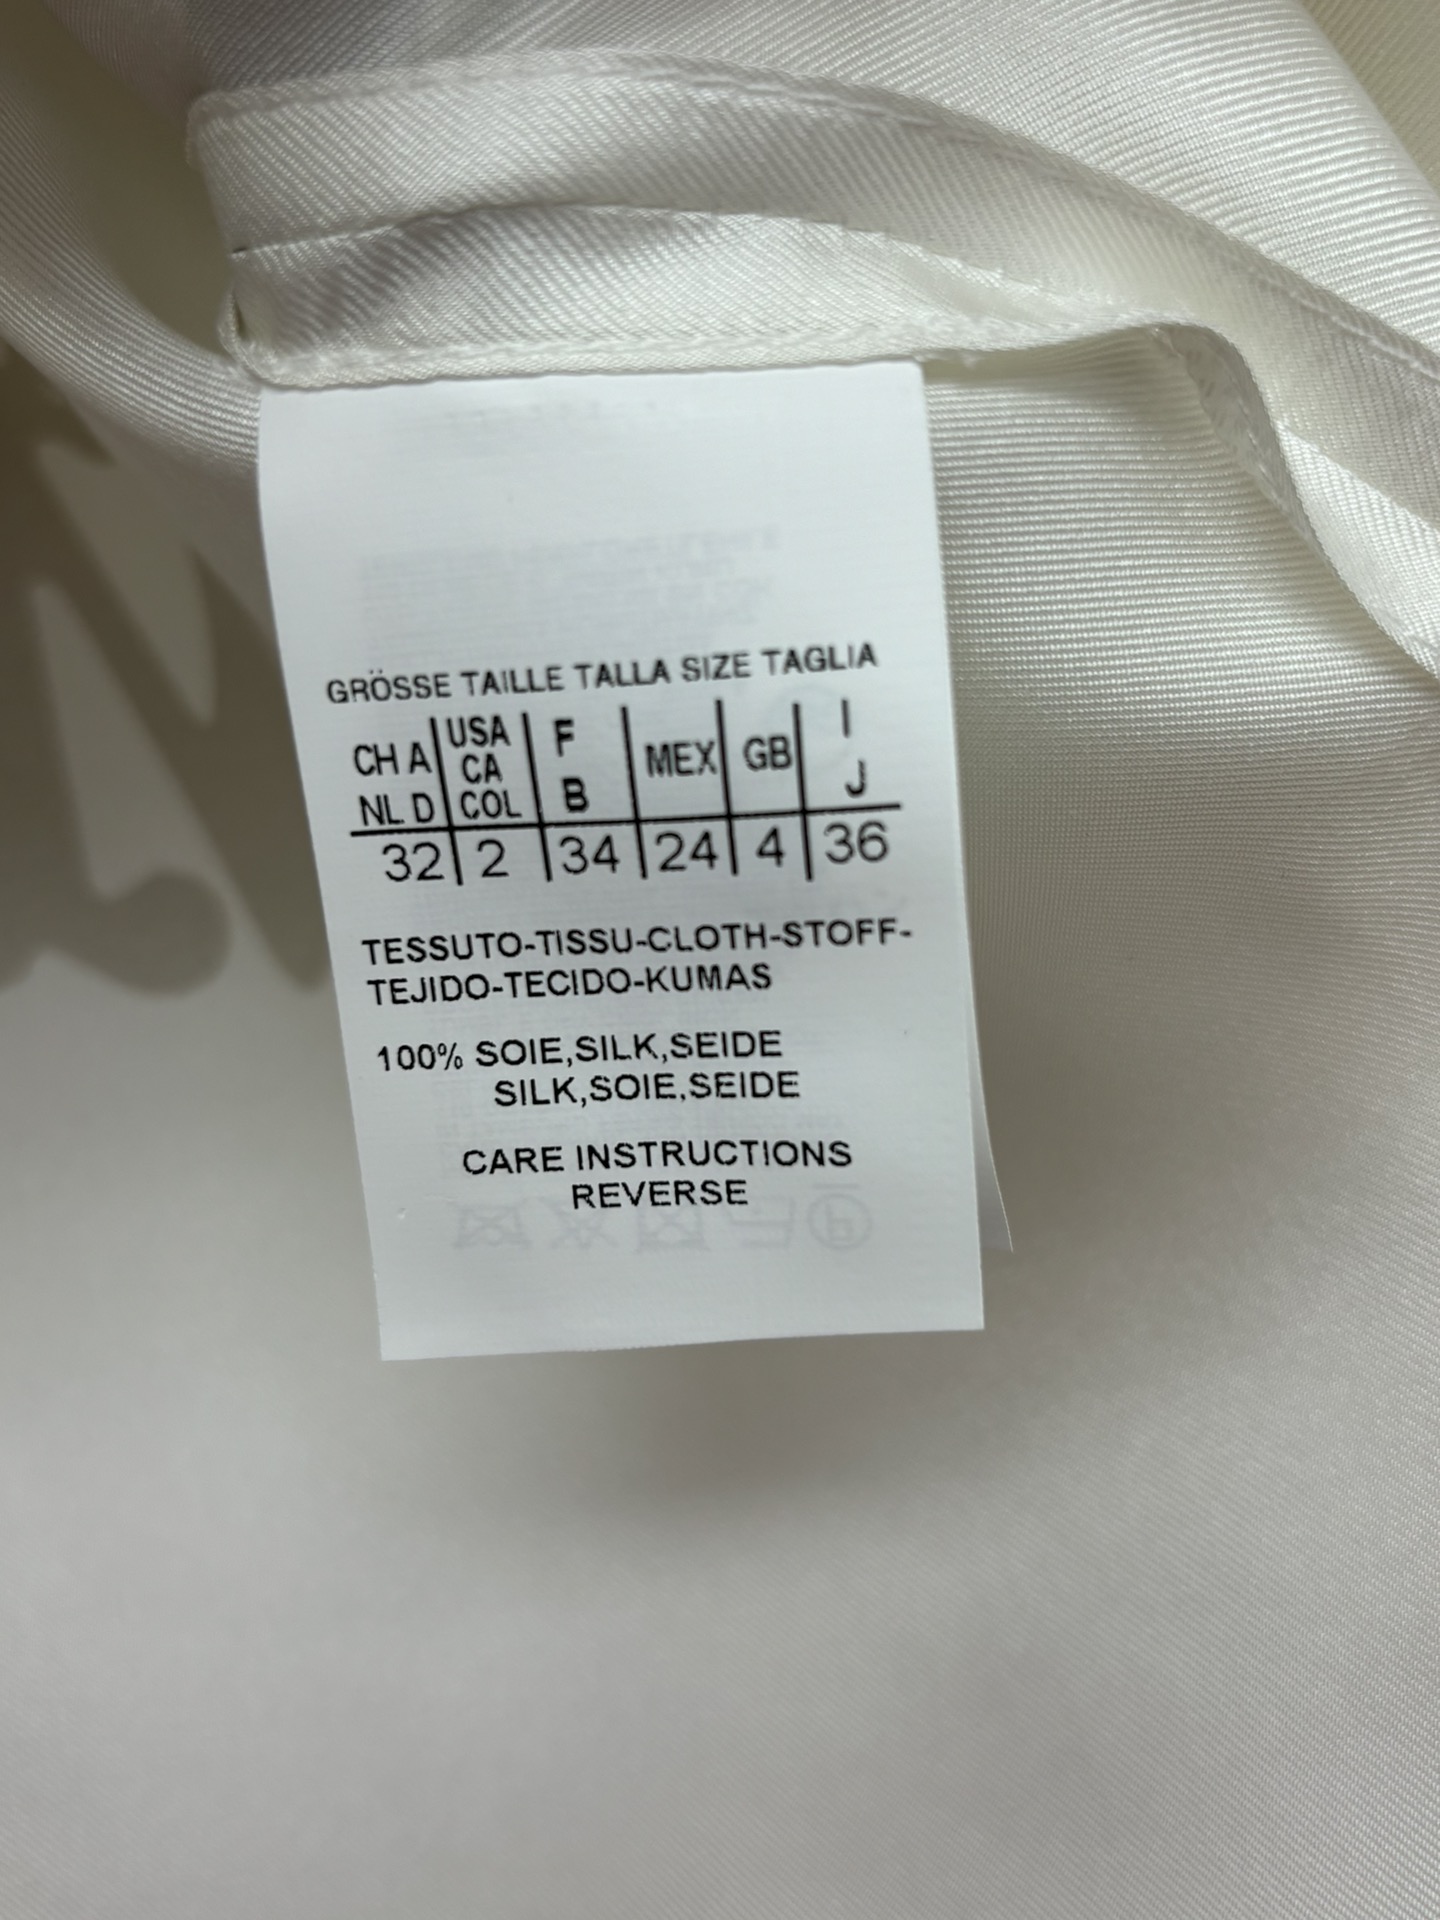 GRÖSSE TAILLE TALLA SIZE TAGLIA
CH A NL D | USA CA COL | F B | MEX | GB | I J
32 | 2 | 34 | 24 | 4 | 36
TESSUTO-TISSU-CLOTH-STOFF-
TEJIDO-TECIDO-KUMAS
100% SOIE,SILK,SEIDE
SILK,SOIE,SEIDE
CARE INSTRUCTIONS
REVERSE